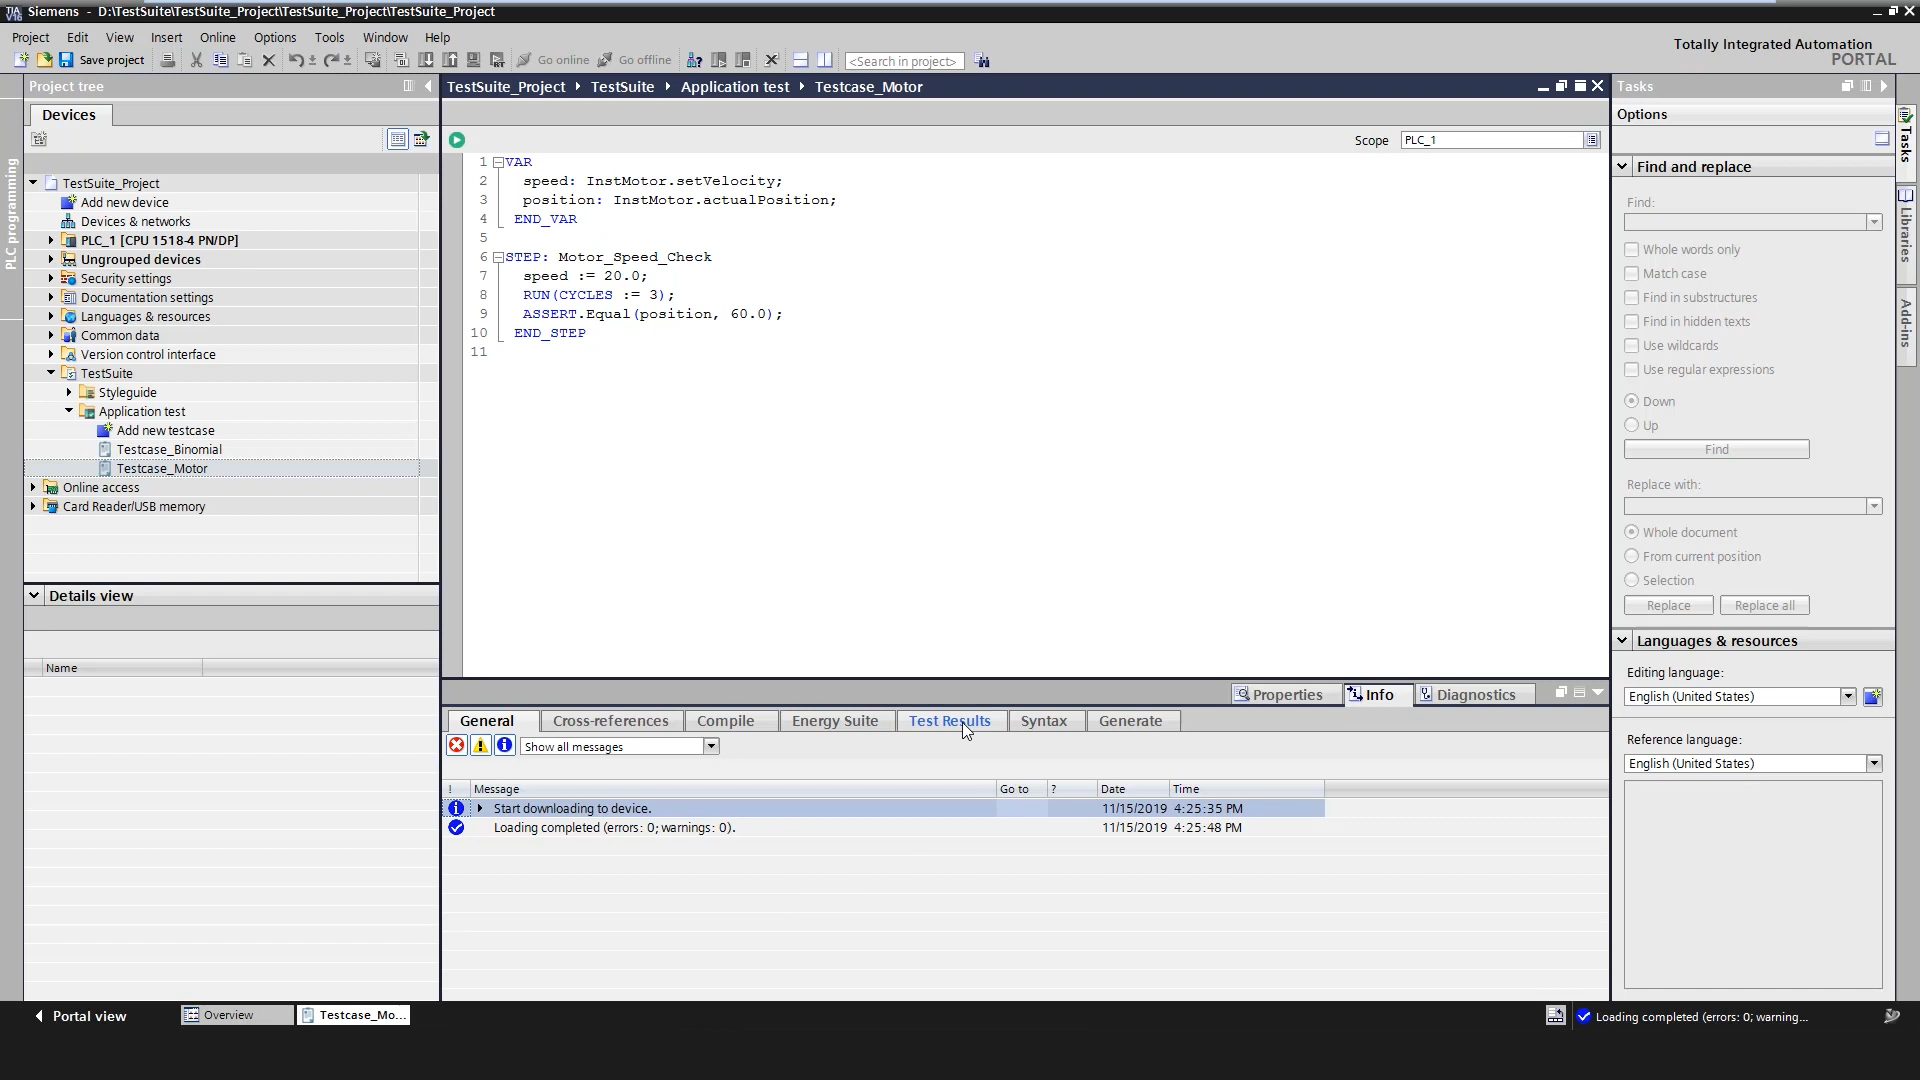 Siemens - D:\TestSuite\TestSuite_Project\TestSuite_Project\TestSuite_Project
Project Edit View Insert Online Options Tools Window Help
Totally Integrated Automation
PORTAL
Save project
Go online
Go offline
<Search in project>
Project tree
Devices
PLC programming
TestSuite_Project
Add new device
Devices & networks
PLC_1 [CPU 1518-4 PN/DP]
Ungrouped devices
Security settings
Documentation settings
Languages & resources
Common data
Version control interface
TestSuite
Styleguide
Application test
Add new testcase
Testcase_Binomial
Testcase_Motor
Online access
Card Reader/USB memory
Details view
Name
TestSuite_Project TestSuite Application test Testcase_Motor
Scope PLC_1
1 VAR
2 speed: InstMotor.setVelocity;
3 position: InstMotor.actualPosition;
4 END_VAR
5
6 STEP: Motor_Speed_Check
7 speed := 20.0;
8 RUN(CYCLES := 3);
9 ASSERT.Equal(position, 60.0);
10 END_STEP
11
Properties Info Diagnostics
General Cross-references Compile Energy Suite Test Results Syntax Generate
Show all messages
! Message Go to ? Date Time
Start downloading to device. 11/15/2019 4:25:35 PM
Loading completed (errors: 0; warnings: 0). 11/15/2019 4:25:48 PM
Tasks
Options
Find and replace
Find:
Whole words only
Match case
Find in substructures
Find in hidden texts
Use wildcards
Use regular expressions
Down
Up
Find
Replace with:
Whole document
From current position
Selection
Replace Replace all
Languages & resources
Editing language:
English (United States)
Reference language:
English (United States)
Tasks
Libraries
Add-ins
Portal view
Overview
Testcase_Mo...
Loading completed (errors: 0; warning...